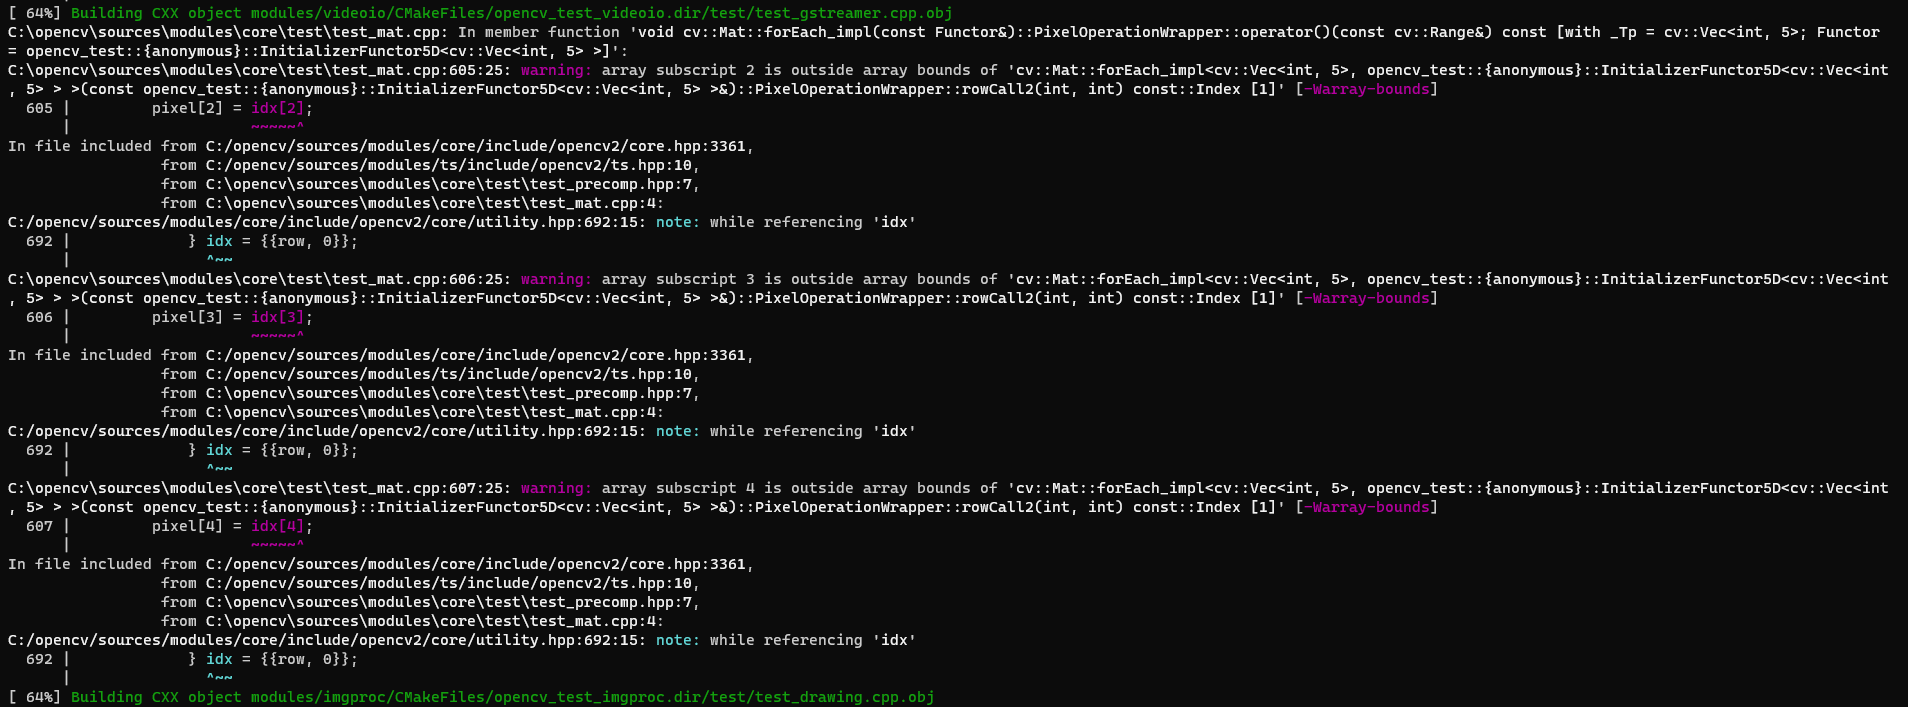 [ 64%] Building CXX object modules/videoio/CMakeFiles/opencv_test_videoio.dir/test/test_gstreamer.cpp.obj
C:\opencv\sources\modules\core\test\test_mat.cpp: In member function 'void cv::Mat::forEach_impl(const Functor&)::PixelOperationWrapper::operator()(const cv::Range&) const [with _Tp = cv::Vec<int, 5>; Functor
= opencv_test::{anonymous}::InitializerFunctor5D<cv::Vec<int, 5> >]':
C:\opencv\sources\modules\core\test\test_mat.cpp:605:25: warning: array subscript 2 is outside array bounds of 'cv::Mat::forEach_impl<cv::Vec<int, 5>, opencv_test::{anonymous}::InitializerFunctor5D<cv::Vec<int
, 5> > >(const opencv_test::{anonymous}::InitializerFunctor5D<cv::Vec<int, 5> >&)::PixelOperationWrapper::rowCall2(int, int) const::Index [1]' [-Warray-bounds]
  605 |         pixel[2] = idx[2];
      |                    ~~~~~^
In file included from C:/opencv/sources/modules/core/include/opencv2/core.hpp:3361,
                 from C:/opencv/sources/modules/ts/include/opencv2/ts.hpp:10,
                 from C:\opencv\sources\modules\core\test\test_precomp.hpp:7,
                 from C:\opencv\sources\modules\core\test\test_mat.cpp:4:
C:/opencv/sources/modules/core/include/opencv2/core/utility.hpp:692:15: note: while referencing 'idx'
  692 |             } idx = {{row, 0}};
      |               ^~~
C:\opencv\sources\modules\core\test\test_mat.cpp:606:25: warning: array subscript 3 is outside array bounds of 'cv::Mat::forEach_impl<cv::Vec<int, 5>, opencv_test::{anonymous}::InitializerFunctor5D<cv::Vec<int
, 5> > >(const opencv_test::{anonymous}::InitializerFunctor5D<cv::Vec<int, 5> >&)::PixelOperationWrapper::rowCall2(int, int) const::Index [1]' [-Warray-bounds]
  606 |         pixel[3] = idx[3];
      |                    ~~~~~^
In file included from C:/opencv/sources/modules/core/include/opencv2/core.hpp:3361,
                 from C:/opencv/sources/modules/ts/include/opencv2/ts.hpp:10,
                 from C:\opencv\sources\modules\core\test\test_precomp.hpp:7,
                 from C:\opencv\sources\modules\core\test\test_mat.cpp:4:
C:/opencv/sources/modules/core/include/opencv2/core/utility.hpp:692:15: note: while referencing 'idx'
  692 |             } idx = {{row, 0}};
      |               ^~~
C:\opencv\sources\modules\core\test\test_mat.cpp:607:25: warning: array subscript 4 is outside array bounds of 'cv::Mat::forEach_impl<cv::Vec<int, 5>, opencv_test::{anonymous}::InitializerFunctor5D<cv::Vec<int
, 5> > >(const opencv_test::{anonymous}::InitializerFunctor5D<cv::Vec<int, 5> >&)::PixelOperationWrapper::rowCall2(int, int) const::Index [1]' [-Warray-bounds]
  607 |         pixel[4] = idx[4];
      |                    ~~~~~^
In file included from C:/opencv/sources/modules/core/include/opencv2/core.hpp:3361,
                 from C:/opencv/sources/modules/ts/include/opencv2/ts.hpp:10,
                 from C:\opencv\sources\modules\core\test\test_precomp.hpp:7,
                 from C:\opencv\sources\modules\core\test\test_mat.cpp:4:
C:/opencv/sources/modules/core/include/opencv2/core/utility.hpp:692:15: note: while referencing 'idx'
  692 |             } idx = {{row, 0}};
      |               ^~~
[ 64%] Building CXX object modules/imgproc/CMakeFiles/opencv_test_imgproc.dir/test/test_drawing.cpp.obj